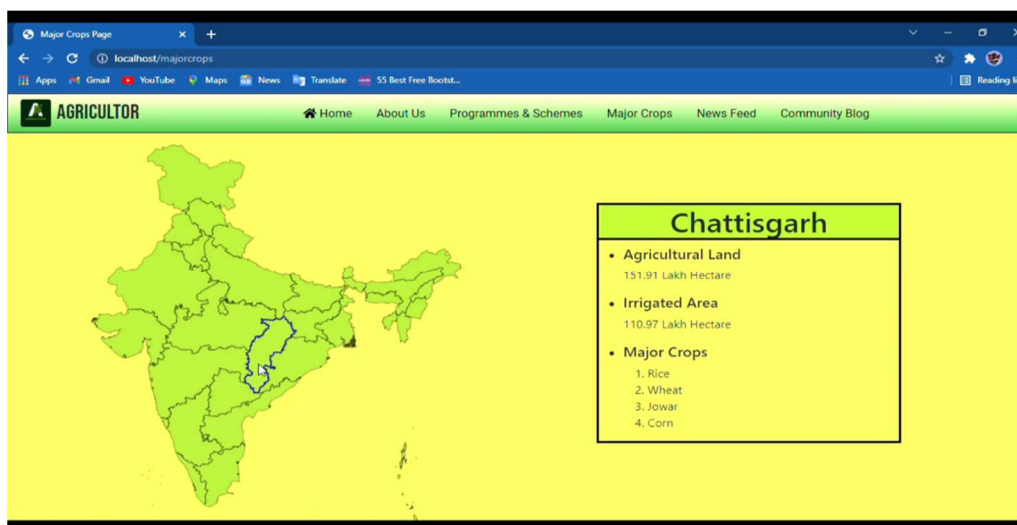 Major Crops Page
localhost/majorcrops
Apps Gmail YouTube Maps News Translate 55 Best Free Bootst...
Reading li
AGRICULTOR Home About Us Programmes & Schemes Major Crops News Feed Community Blog
Chattisgarh
• Agricultural Land
151.91 Lakh Hectare
• Irrigated Area
110.97 Lakh Hectare
• Major Crops
1. Rice
2. Wheat
3. Jowar
4. Corn